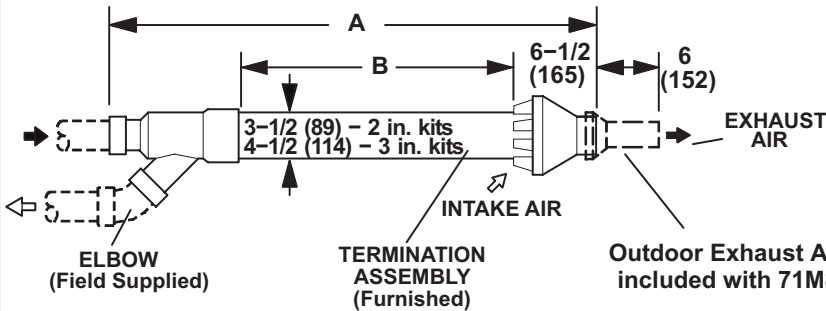 A
B
6−1/2
(165)
6
(152)
3−1/2 (89) − 2 in. kits
4−1/2 (114) − 3 in. kits
EXHAUST
AIR
INTAKE AIR
ELBOW
(Field Supplied)
TERMINATION
ASSEMBLY
(Furnished)
Outdoor Exhaust
included with